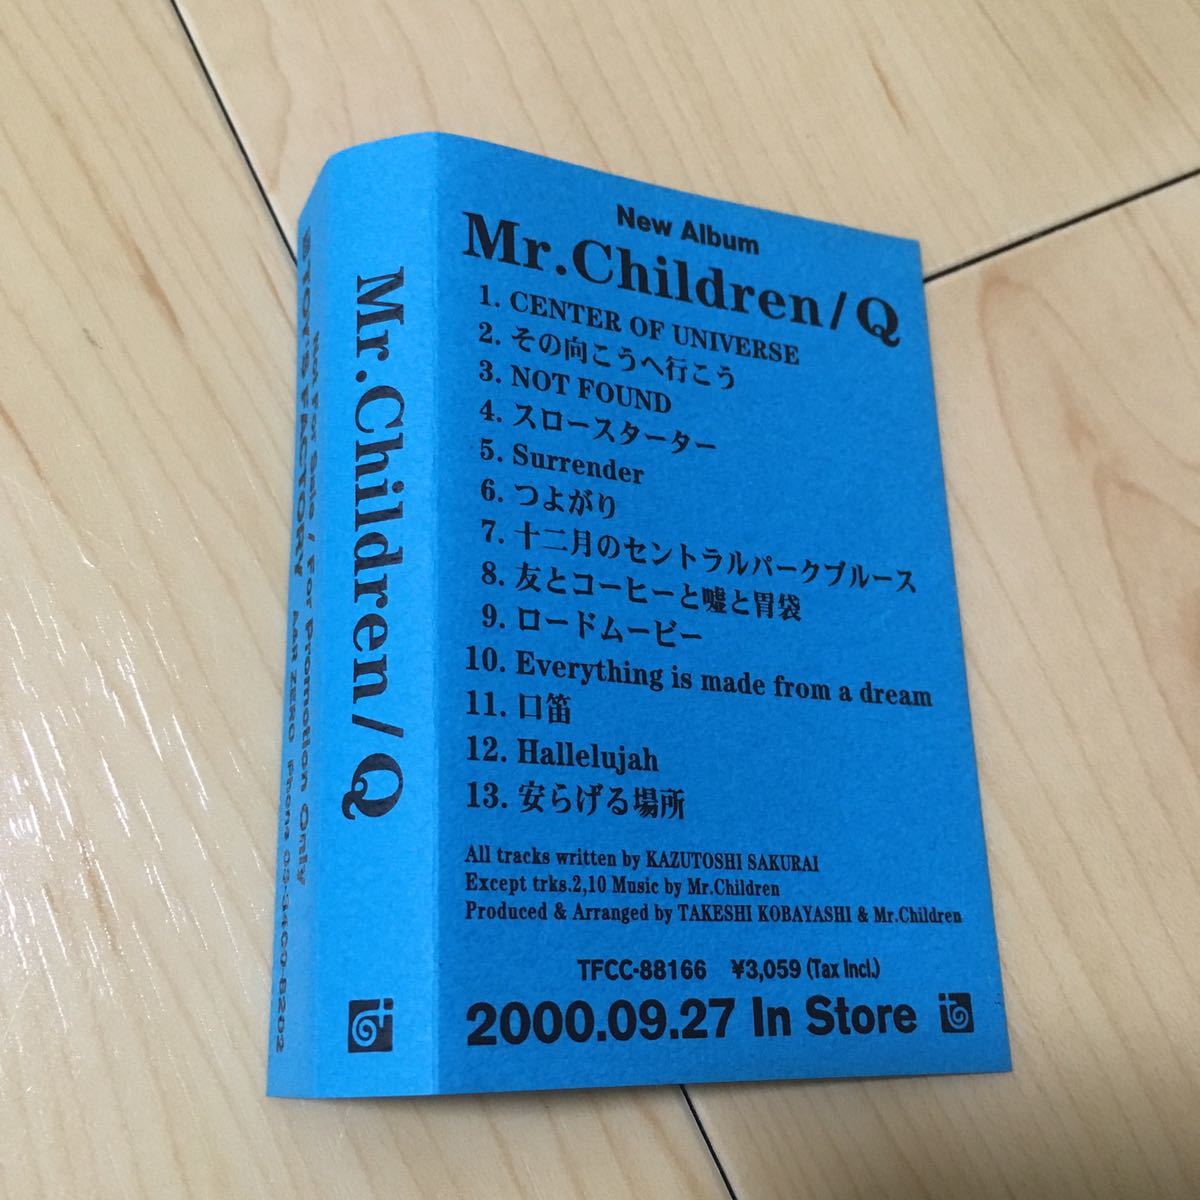 New Album
Mr.Children/Q
1. CENTER OF UNIVERSE
2. その向こうへ行こう
3. NOT FOUND
4. スロースターター
5. Surrender
6. つよがり
7. 十二月のセントラルパークブルース
8. 友とコーヒーと嘘と胃袋
9. ロードムービー
10. Everything is made from a dream
11. 口笛
12. Hallelujah
13. 安らげる場所
All tracks written by KAZUTOSHI SAKURAI
Except trks.2,10 Music by Mr.Children
Produced & Arranged by TAKESHI KOBAYASHI & Mr.Children
TFCC-88166 ¥3,059 (Tax Incl.)
2000.09.27 In Store
Mr.Children/Q
Not For Sale / For Promotion Only
TOY'S FACTORY A&R ZERO Phone 03-3400-8202